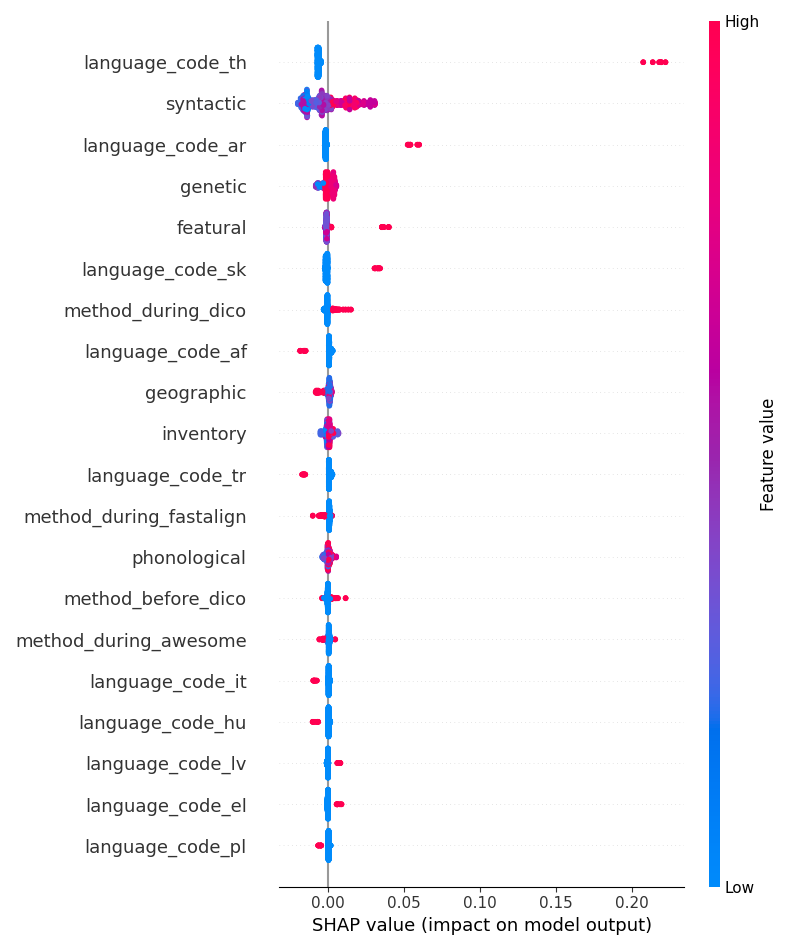 High
language_code_th
syntactic
language_code_ar
genetic
featural
language_code_sk
method_during_dico
language_code_af
geographic
inventory
language_code_tr
method_during_fastalign
phonological
method_before_dico
method_during_awesome
language_code_it
language_code_hu
language_code_lv
language_code_el
language_code_pl
Feature value
Low
0.00 0.05 0.10 0.15 0.20
SHAP value (impact on model output)